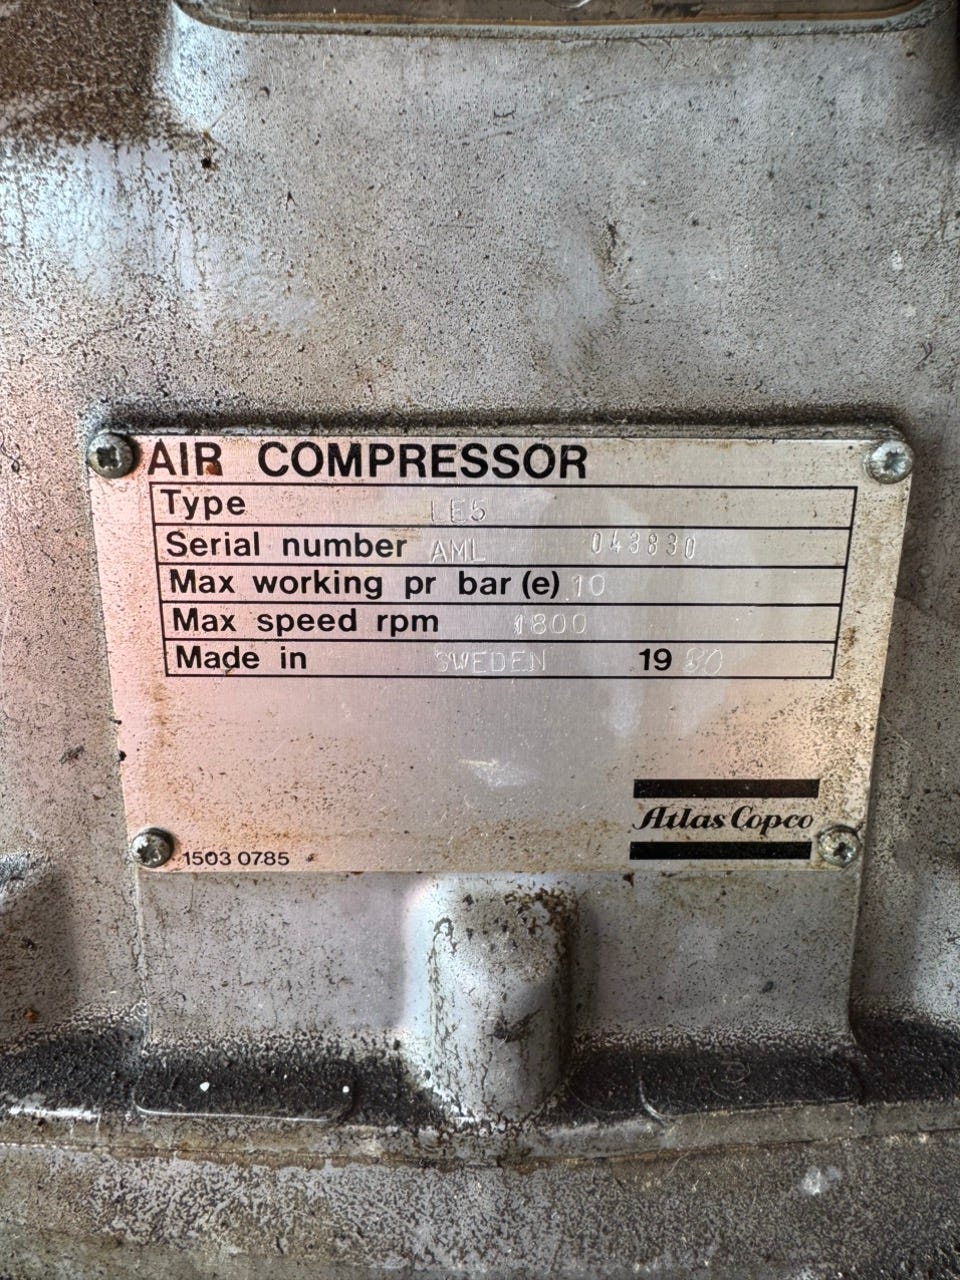 AIR COMPRESSOR
Type LE5
Serial number AML 043830
Max working pr bar (e) 10
Max speed rpm 1800
Made in SWEDEN 19 80
Atlas Copco
1503 0785